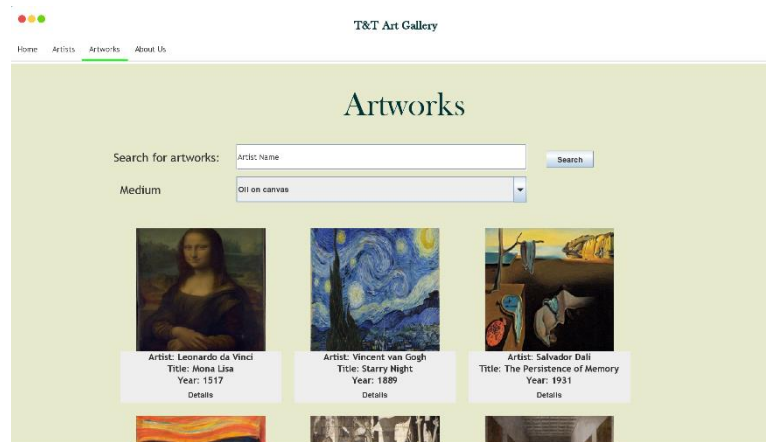 T&T Art Gallery
Home Artists Artworks About Us
Artworks
Search for artworks: Artist Name Search
Medium Oil on canvas
Artist: Leonardo da Vinci
Title: Mona Lisa
Year: 1517
Details
Artist: Vincent van Gogh
Title: Starry Night
Year: 1889
Details
Artist: Salvador Dalí
Title: The Persistence of Memory
Year: 1931
Details